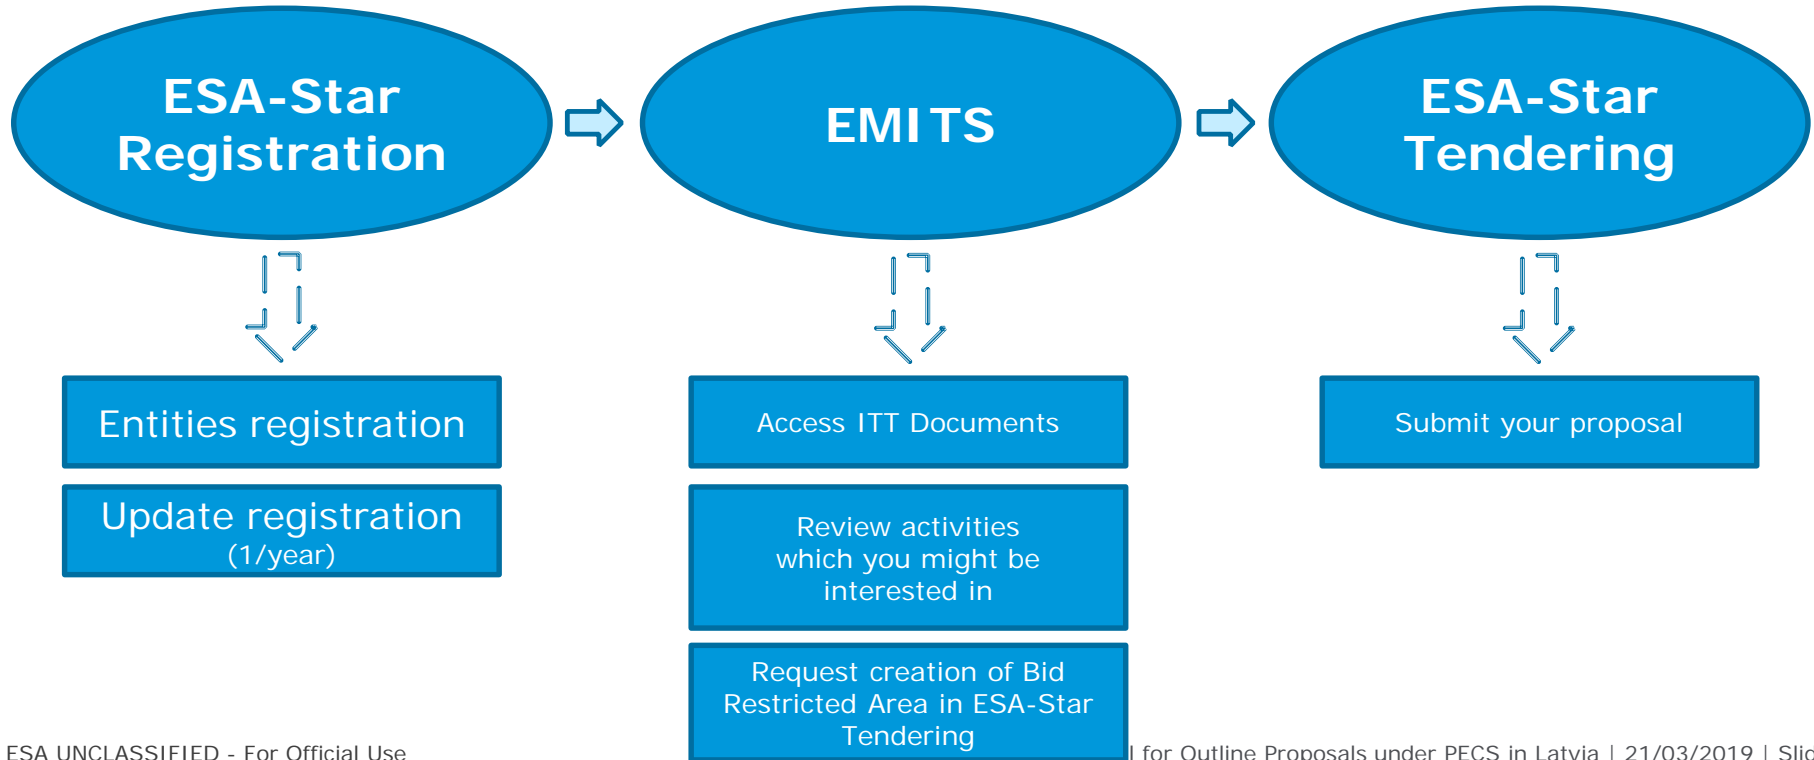 ESA-Star
Registration
EMITS
ESA-Star
Tendering
Entities registration
Update registration
(1/year)
Access ITT Documents
Review activities
which you might be
interested in
Request creation of Bid
Restricted Area in ESA-Star
Tendering
Submit your proposal
ESA UNCLASSIFIED - For Official Use
for Outline Proposals under PECS in Latvia | 21/03/2019 |